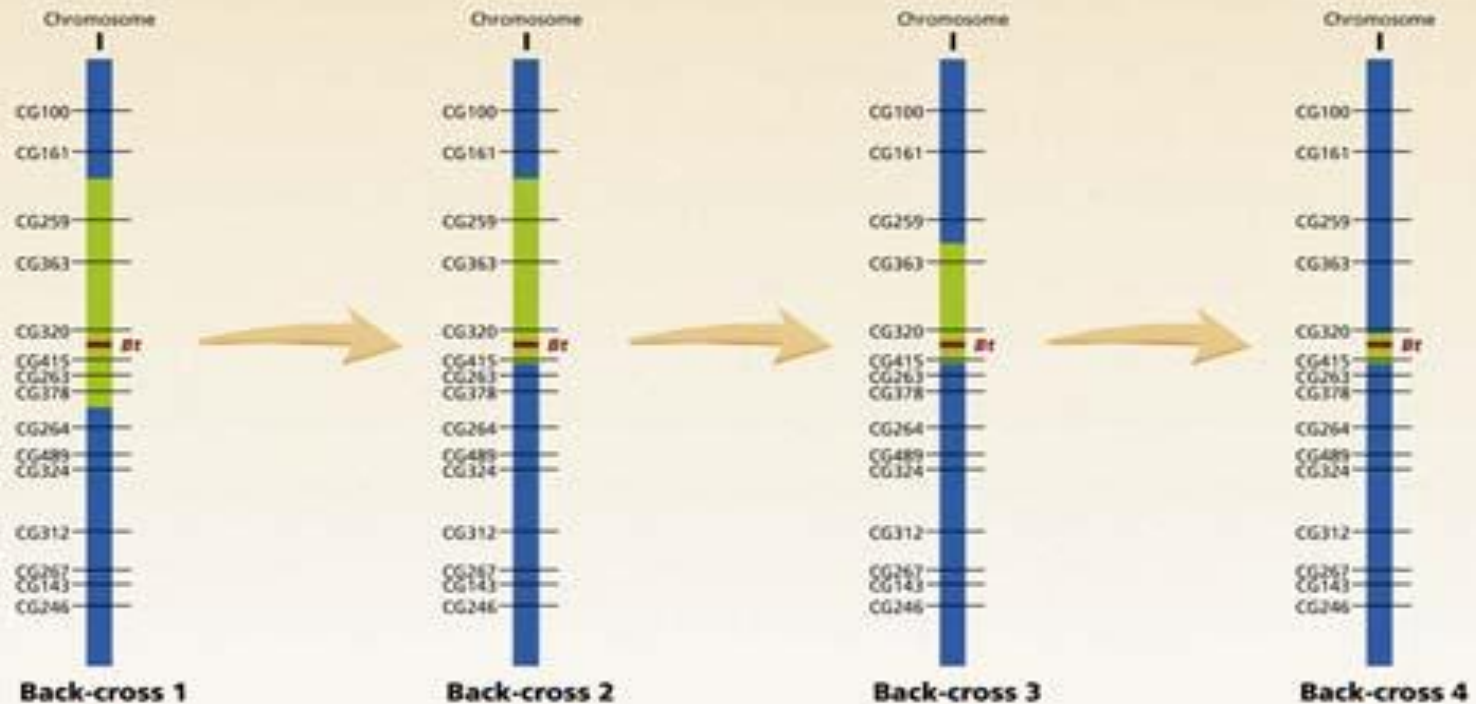 Chromosome
I
CG100
CG161
CG259
CG363
CG320
Bt
CG415
CG263
CG378
CG264
CG489
CG324
CG312
CG267
CG143
CG246
Back-cross 1
Chromosome
I
CG100
CG161
CG259
CG363
CG320
Bt
CG415
CG263
CG378
CG264
CG489
CG324
CG312
CG267
CG143
CG246
Back-cross 2
Chromosome
I
CG100
CG161
CG259
CG363
CG320
Bt
CG415
CG263
CG378
CG264
CG489
CG324
CG312
CG267
CG143
CG246
Back-cross 3
Chromosome
I
CG100
CG161
CG259
CG363
CG320
Bt
CG415
CG263
CG378
CG264
CG489
CG324
CG312
CG267
CG143
CG246
Back-cross 4